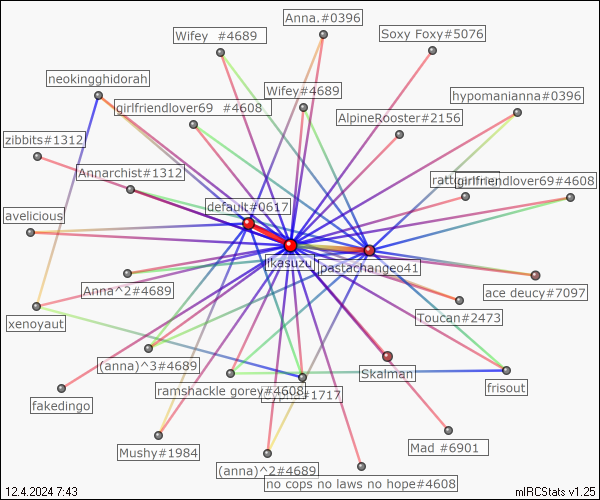 Anna.#0396
Wifey #4689
Soxy Foxy#5076
neokingghidorah
Wifey#4689
hypomanianna#0396
girlfriendlover69 #4608
AlpineRooster#2156
zibbits#1312
Annarchist#1312
girlfriendlover69#4608
default#0617
avelicious
ikasuzu
pastachangeo41
Anna^2#4689
ace deucy#7097
Toucan#2473
xenoyaut
(anna)^3#4689
Skalman
ramshackle gorey#4608
#1717
frisout
fakedingo
Mushy#1984
Mad #6901
(anna)^2#4689
no cops no laws no hope#4608
12.4.2024 7:43
mIRCStats v1.25